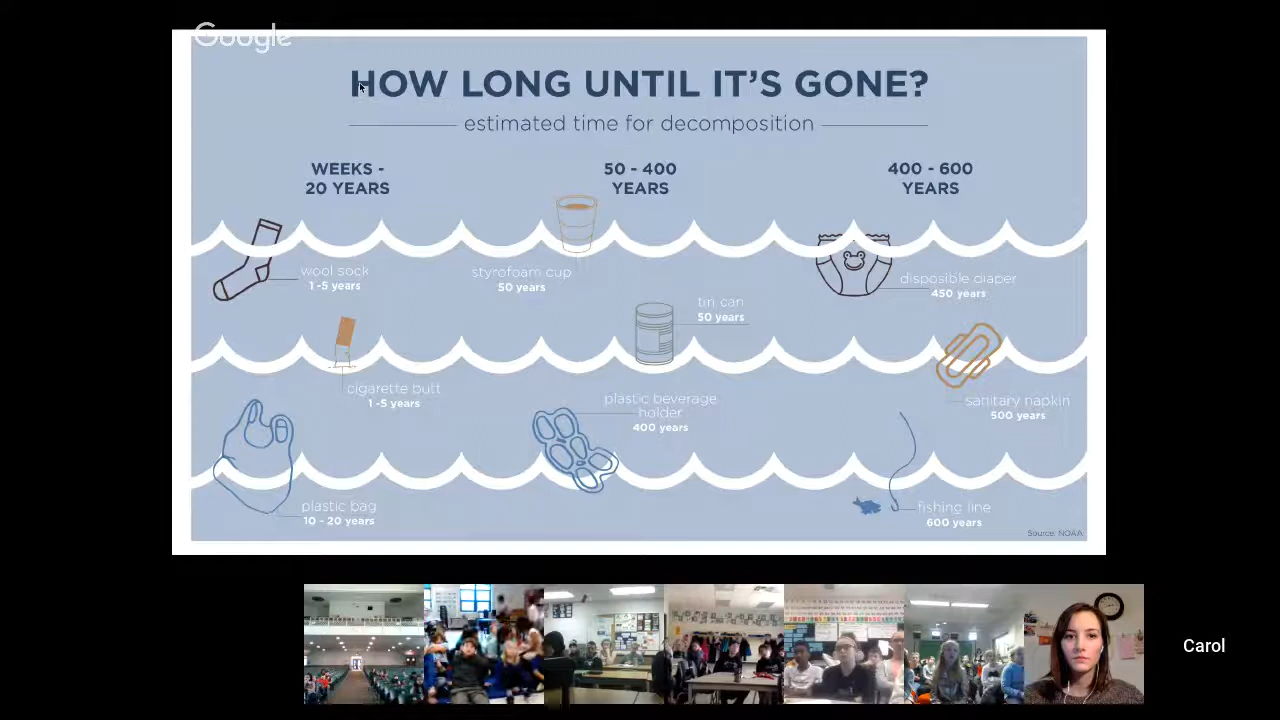 Google
HOW LONG UNTIL IT'S GONE?
estimated time for decomposition
WEEKS -
20 YEARS
50 - 400
YEARS
400 - 600
YEARS
wool sock
1 -5 years
styrofoam cup
50 years
disposible diaper
450 years
tin can
50 years
cigarette butt
1 -5 years
plastic beverage
holder
400 years
sanitary napkin
500 years
plastic bag
10 - 20 years
fishing line
600 years
Source: NOAA
Carol